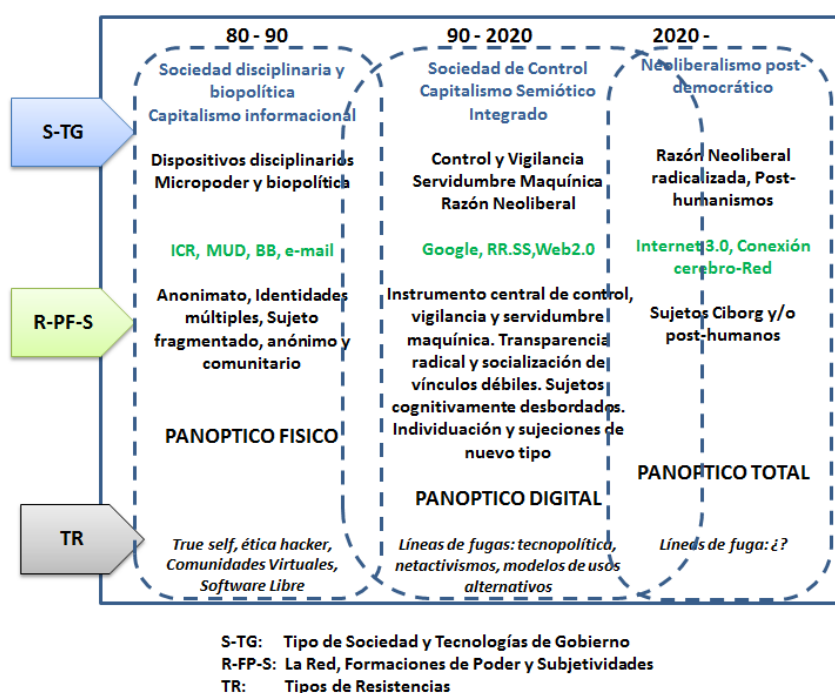 80 - 90
90 - 2020
2020 -
S-TG
Sociedad disciplinaria y
biopolítica
Capitalismo informacional
Dispositivos disciplinarios
Micropoder y biopolítica
Sociedad de Control
Capitalismo Semiótico
Integrado
Control y Vigilancia
Servidumbre Maquínica
Razón Neoliberal
Neoliberalismo post-
democrático
Razón Neoliberal
radicalizada, Post-
humanismos
R-PF-S
ICR, MUD, BB, e-mail
Anonimato, Identidades
múltiples, Sujeto
fragmentado, anónimo y
comunitario
PANOPTICO FISICO
Google, RR.SS,Web2.0
Instrumento central de control,
vigilancia y servidumbre
maquínica. Transparencia
radical y socialización de
vínculos débiles. Sujetos
cognitivamente desbordados.
Individuación y sujeciones de
nuevo tipo
PANOPTICO DIGITAL
Internet 3.0, Conexión
cerebro-Red
Sujetos Ciborg y/o
post-humanos
PANOPTICO TOTAL
TR
True self, ética hacker,
Comunidades Virtuales,
Software Libre
Líneas de fugas: tecnopolítica,
netactivismos, modelos de usos
alternativos
Líneas de fuga: ¿?
S-TG: Tipo de Sociedad y Tecnologías de Gobierno
R-FP-S: La Red, Formaciones de Poder y Subjetividades
TR: Tipos de Resistencias